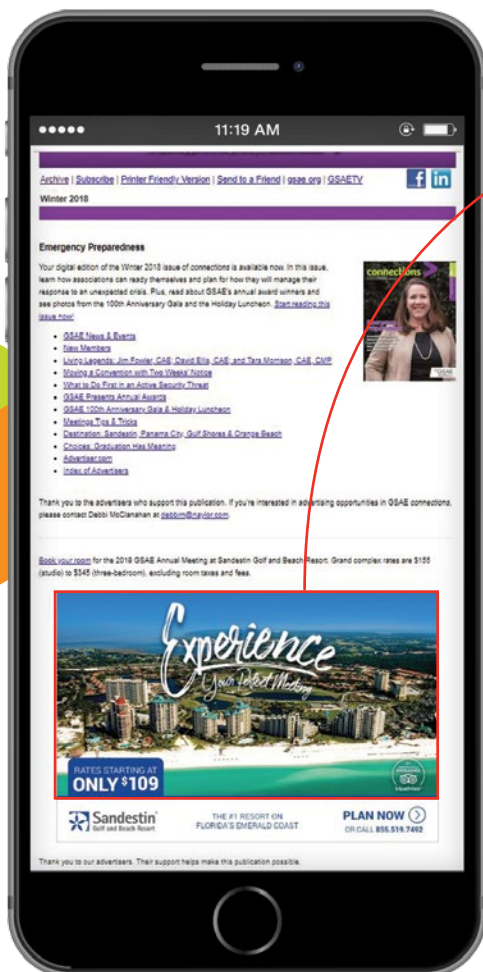 11:19 AM
Archive | Subscribe | Printer Friendly Version | Send to a Friend | gsae.org | GSAETV
f in
Winter 2018
Emergency Preparedness
Your digital edition of the Winter 2018 issue of connections is available now. In this issue,
learn how associations can ready themselves and plan for how they will manage their
response to an unexpected crisis. Plus, read about GSAE's annual award winners and
see photos from the 100th Anniversary Gala and the Holiday Luncheon. Start reading this
issue now!
connections
GSAE News & Events
New Members
Living Legends: Jim Fowler, CAE; David Ella, CAE; and Tara Morrison, CAE, CMP
Moving a Convention with Two Weeks' Notice
What to Do First in an Active Security Threat
GSAE Presents Annual Awards
GSAE 100th Anniversary Gala & Holiday Luncheon
Meetings Tips & Tricks
Destination: Sandestin, Panama City, Gulf Shores & Orange Beach
Choices: Graduation Has Meaning
Advertiser.com
Index of Advertisers
Thank you to the advertisers who support this publication. If you're interested in advertising opportunities in GSAE connections,
please contact Debbi McClanahan at debbim@naylor.com.
Book your room for the 2018 GSAE Annual Meeting at Sandestin Golf and Beach Resort. Grand complex rates are $155
(studio) to $345 (three-bedroom), excluding room taxes and fees.
Experience
Your Perfect Meeting
RATES STARTING AT
ONLY $109
tripadvisor
Sandestin
Golf and Beach Resort
THE #1 RESORT ON
FLORIDA'S EMERALD COAST
PLAN NOW
OR CALL 855.519.7492
Thank you to our advertisers. Their support helps make this publication possible.